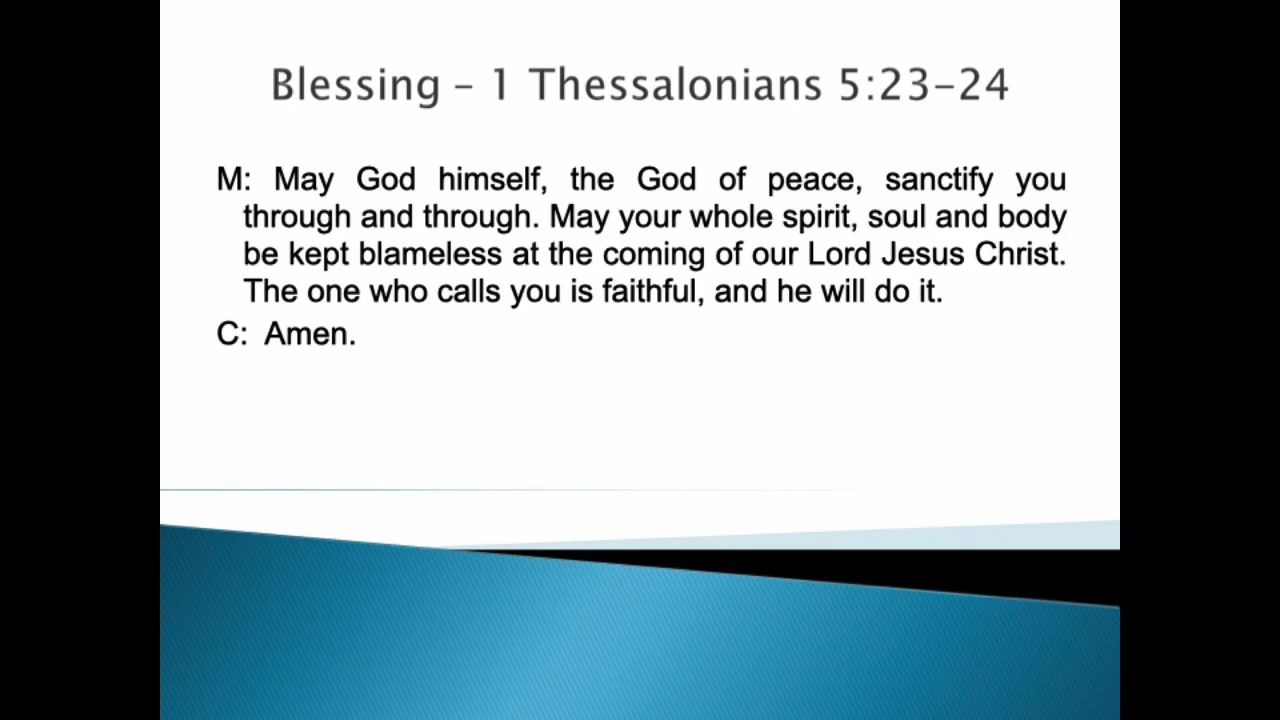 Blessing – 1 Thessalonians 5:23-24
M: May God himself, the God of peace, sanctify you
through and through. May your whole spirit, soul and body
be kept blameless at the coming of our Lord Jesus Christ.
The one who calls you is faithful, and he will do it.
C: Amen.